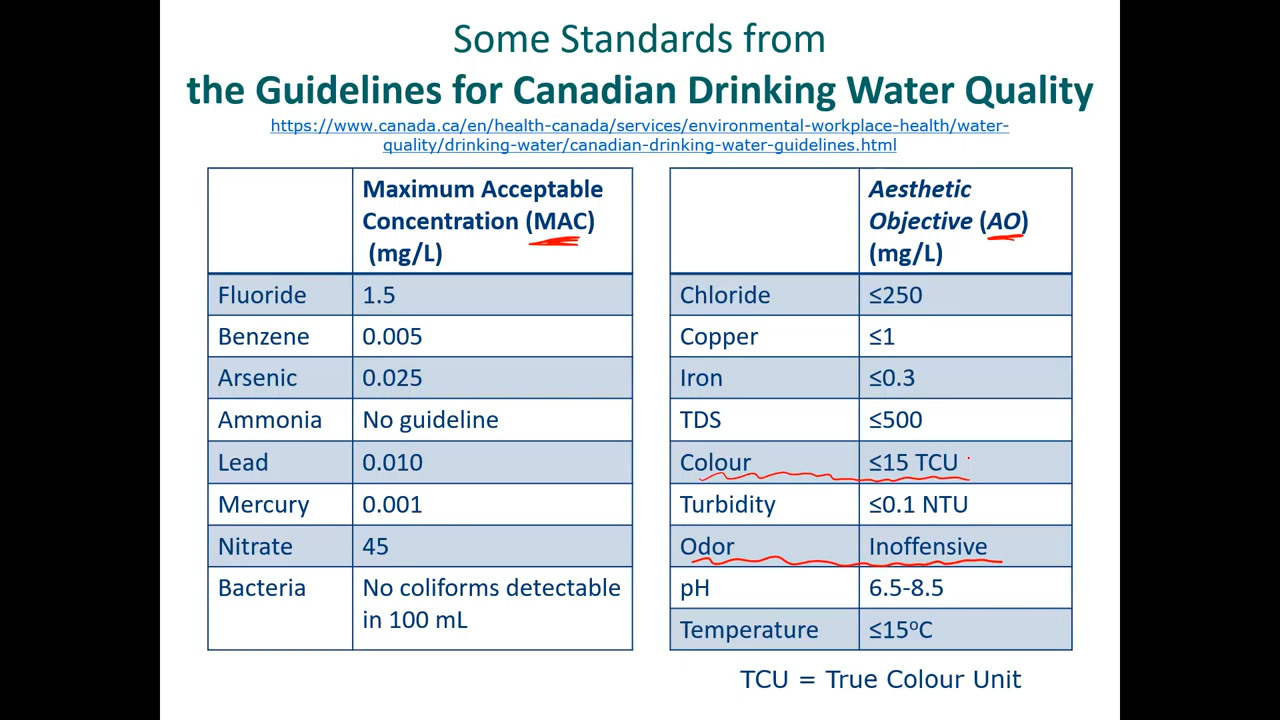 Some Standards from
the Guidelines for Canadian Drinking Water Quality
https://www.canada.ca/en/health-canada/services/environmental-workplace-health/water-
quality/drinking-water/canadian-drinking-water-guidelines.html
Maximum Acceptable
Concentration (MAC)
(mg/L)
Fluoride 1.5
Benzene 0.005
Arsenic 0.025
Ammonia No guideline
Lead 0.010
Mercury 0.001
Nitrate 45
Bacteria No coliforms detectable
in 100 mL
Aesthetic
Objective (AO)
(mg/L)
Chloride ≤250
Copper ≤1
Iron ≤0.3
TDS ≤500
Colour ≤15 TCU
Turbidity ≤0.1 NTU
Odor Inoffensive
pH 6.5-8.5
Temperature ≤15°C
TCU = True Colour Unit